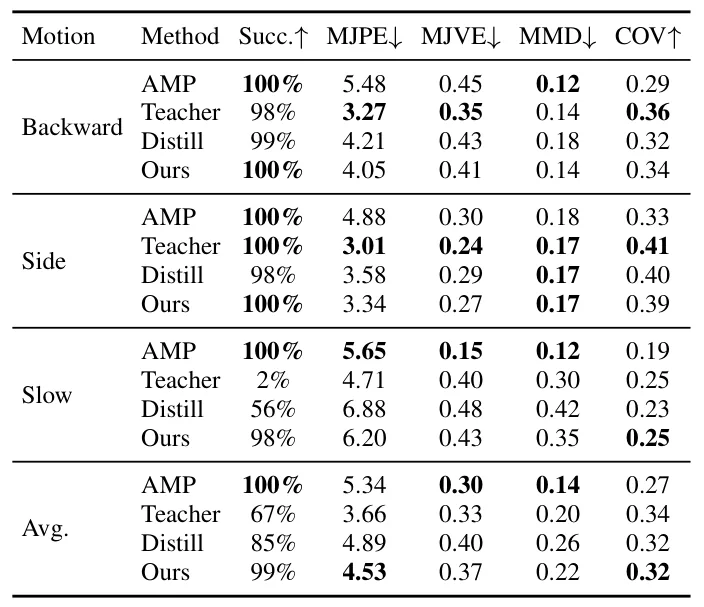 Motion Method Succ.↑ MJPE↓ MJVE↓ MMD↓ COV↑
Backward
AMP 100% 5.48 0.45 0.12 0.29
Teacher 98% 3.27 0.35 0.14 0.36
Distill 99% 4.21 0.43 0.18 0.32
Ours 100% 4.05 0.41 0.14 0.34
Side
AMP 100% 4.88 0.30 0.18 0.33
Teacher 100% 3.01 0.24 0.17 0.41
Distill 98% 3.58 0.29 0.17 0.40
Ours 100% 3.34 0.27 0.17 0.39
Slow
AMP 100% 5.65 0.15 0.12 0.19
Teacher 2% 4.71 0.40 0.30 0.25
Distill 56% 6.88 0.48 0.42 0.23
Ours 98% 6.20 0.43 0.35 0.25
Avg.
AMP 100% 5.34 0.30 0.14 0.27
Teacher 67% 3.66 0.33 0.20 0.34
Distill 85% 4.89 0.40 0.26 0.32
Ours 99% 4.53 0.37 0.22 0.32